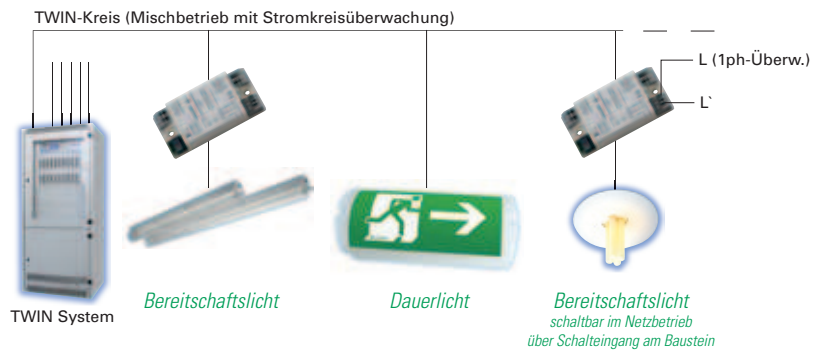 TWIN-Kreis (Mischbetrieb mit Stromkreisüberwachung)
L (1ph-Überw.)
L`
TWIN System
Bereitschaftslicht
Dauerlicht
Bereitschaftslicht
schaltbar im Netzbetrieb
über Schalteingang am Baustein